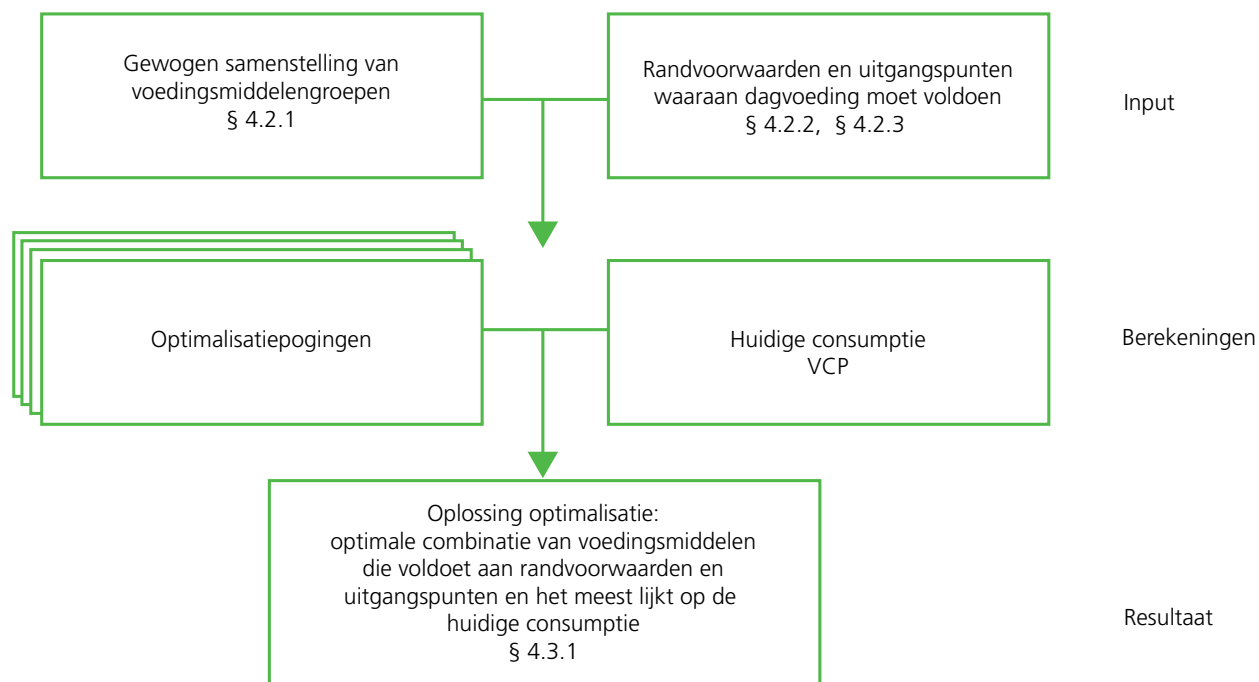 Gewogen samenstelling van
voedingsmiddelengroepen
§ 4.2.1
Randvoorwaarden en uitgangspunten
waaraan dagvoeding moet voldoen
§ 4.2.2, § 4.2.3
Input
Optimalisatiepogingen
Huidige consumptie
VCP
Berekeningen
Oplossing optimalisatie:
optimale combinatie van voedingsmiddelen
die voldoet aan randvoorwaarden en
uitgangspunten en het meest lijkt op de
huidige consumptie
§ 4.3.1
Resultaat